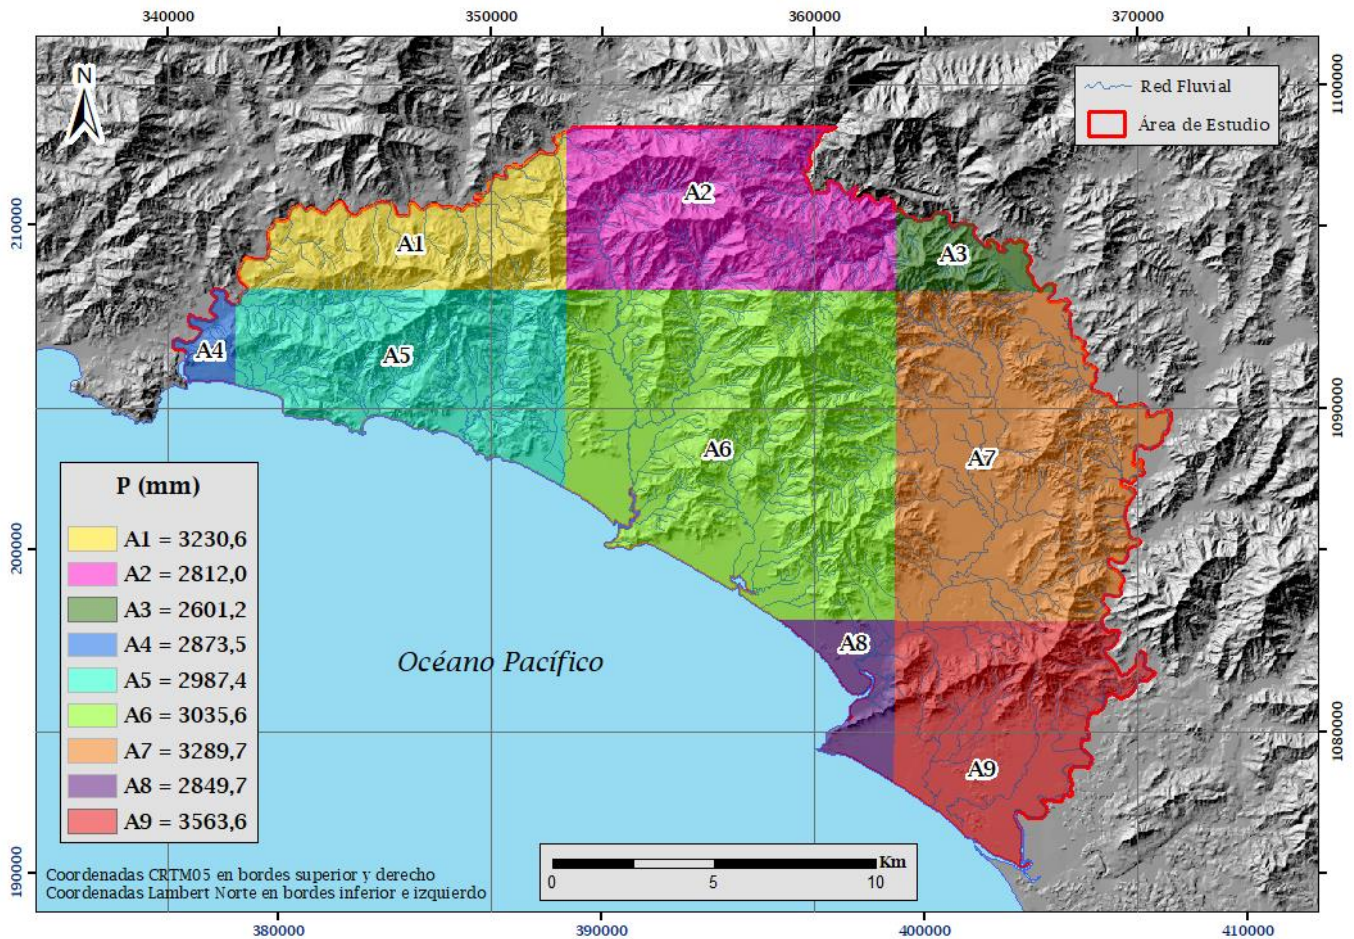 340000
350000
360000
370000
N
Red Fluvial
Área de Estudio
1100000
210000
A2
A1
A3
A4
A5
1090000
A6
A7
P (mm)
A1 = 3230,6
A2 = 2812,0
A3 = 2601,2
A4 = 2873,5
A5 = 2987,4
A6 = 3035,6
A7 = 3289,7
A8 = 2849,7
A9 = 3563,6
2000000
A8
Océano Pacífico
1080000
A9
Coordenadas CRTM05 en bordes superior y derecho
Coordenadas Lambert Norte en bordes inferior e izquierdo
Km
0
5
10
190000
380000
390000
400000
410000